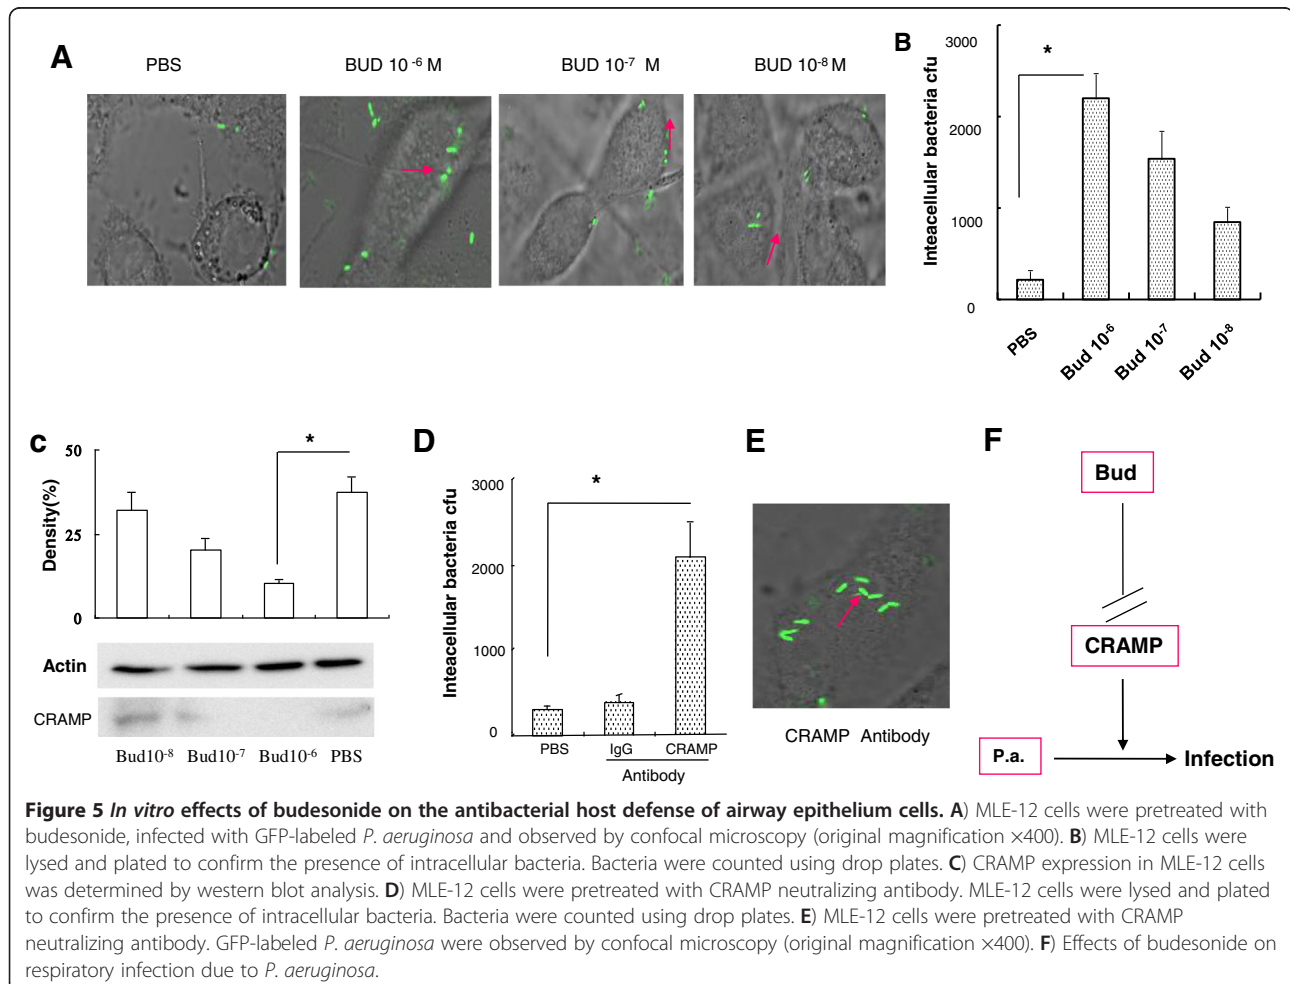 A
PBS
BUD 10⁻⁶ M
BUD 10⁻⁷ M
BUD 10⁻⁸ M
B
Inteacellular bacteria cfu
3000
2000
1000
0
*
PBS
Bud 10⁻⁶
Bud 10⁻⁷
Bud 10⁻⁸
c
Density(%)
50
25
0
*
Actin
CRAMP
Bud10⁻⁸ Bud10⁻⁷ Bud10⁻⁶ PBS
D
Inteacellular bacteria cfu
3000
2000
1000
0
*
PBS IgG CRAMP
Antibody
E
CRAMP Antibody
F
Bud
CRAMP
P.a.
Infection
Figure 5 In vitro effects of budesonide on the antibacterial host defense of airway epithelium cells. A) MLE-12 cells were pretreated with
budesonide, infected with GFP-labeled P. aeruginosa and observed by confocal microscopy (original magnification ×400). B) MLE-12 cells were
lysed and plated to confirm the presence of intracellular bacteria. Bacteria were counted using drop plates. C) CRAMP expression in MLE-12 cells
was determined by western blot analysis. D) MLE-12 cells were pretreated with CRAMP neutralizing antibody. MLE-12 cells were lysed and plated
to confirm the presence of intracellular bacteria. Bacteria were counted using drop plates. E) MLE-12 cells were pretreated with CRAMP
neutralizing antibody. GFP-labeled P. aeruginosa were observed by confocal microscopy (original magnification ×400). F) Effects of budesonide on
respiratory infection due to P. aeruginosa.